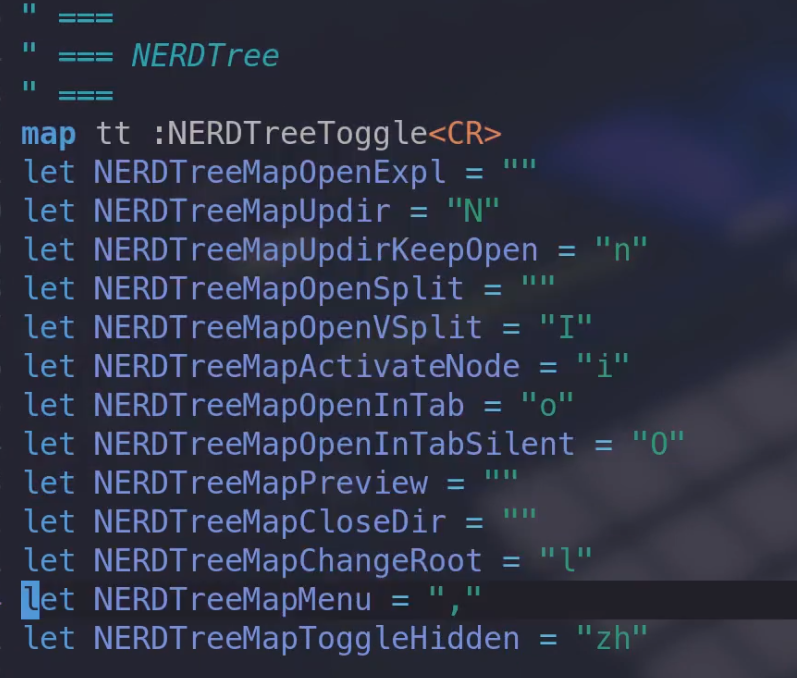 " ===
" === NERDTree
" ===
map tt :NERDTreeToggle<CR>
let NERDTreeMapOpenExpl = ""
let NERDTreeMapUpdir = "N"
let NERDTreeMapUpdirKeepOpen = "n"
let NERDTreeMapOpenSplit = ""
let NERDTreeMapOpenVSplit = "I"
let NERDTreeMapActivateNode = "i"
let NERDTreeMapOpenInTab = "o"
let NERDTreeMapOpenInTabSilent = "O"
let NERDTreeMapPreview = ""
let NERDTreeMapCloseDir = ""
let NERDTreeMapChangeRoot = "l"
let NERDTreeMapMenu = ","
let NERDTreeMapToggleHidden = "zh"